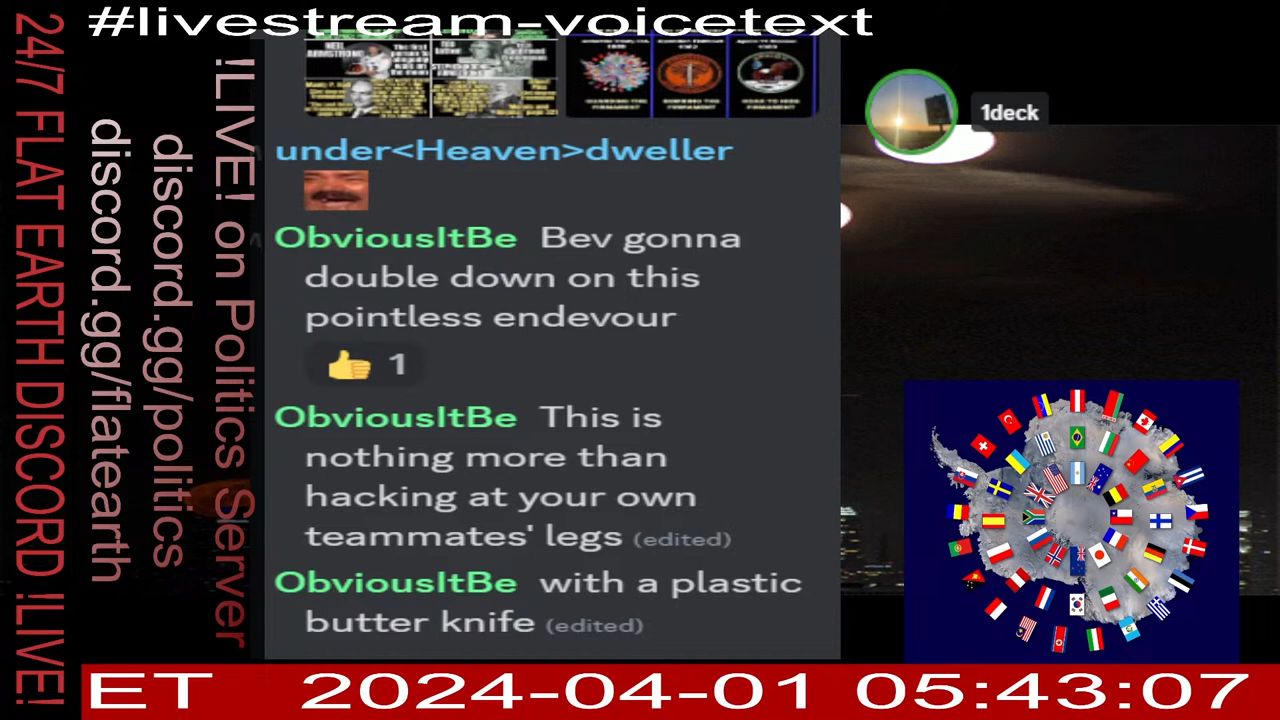 #livestream-voicetext
24/7 FLAT EARTH DISCORD !LIVE!
!LIVE! on Politics Server
discord.gg/politics
discord.gg/flatearth
NEIL
ARMSTRONG
under<Heaven>dweller
ObviousItBe Bev gonna
double down on this
pointless endevour
👍 1
ObviousItBe This is
nothing more than
hacking at your own
teammates' legs (edited)
ObviousItBe with a plastic
butter knife (edited)
1deck
ET 2024-04-01 05:43:07